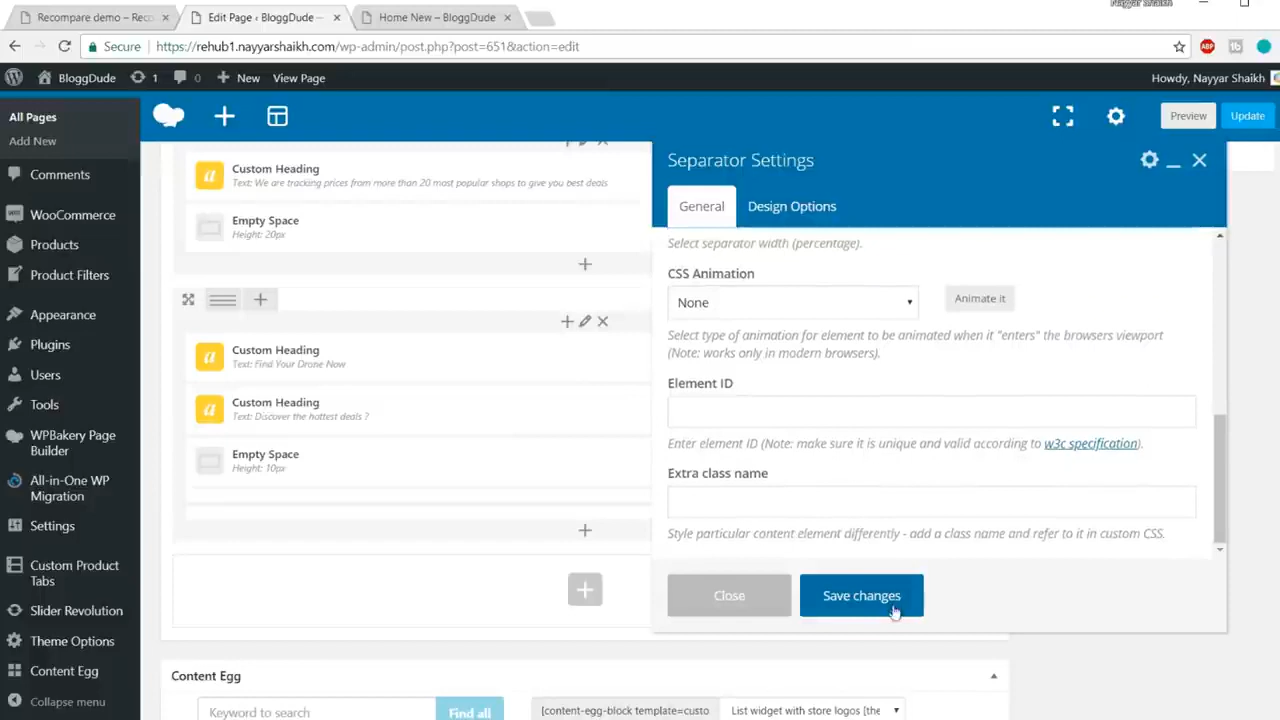 Nayyar Shaikh
Recompare demo – Reco
Edit Page ‹ BloggDude —
Home New – BloggDude
Secure
https://rehub1.nayyarshaikh.com/wp-admin/post.php?post=651&action=edit
ABP
BloggDude
1
0
New
View Page
Howdy, Nayyar Shaikh
All Pages
Add New
Comments
WooCommerce
Products
Product Filters
Appearance
Plugins
Users
Tools
WPBakery Page
Builder
All-in-One WP
Migration
Settings
Custom Product
Tabs
Slider Revolution
Theme Options
Content Egg
Collapse menu
Preview
Update
Custom Heading
Text: We are tracking prices from more than 20 most popular shops to give you best deals
Empty Space
Height: 20px
Custom Heading
Text: Find Your Drone Now
Custom Heading
Text: Discover the hottest deals ?
Empty Space
Height: 10px
Separator Settings
General
Design Options
Select separator width (percentage).
CSS Animation
None
Animate it
Select type of animation for element to be animated when it "enters" the browsers viewport
(Note: works only in modern browsers).
Element ID
Enter element ID (Note: make sure it is unique and valid according to w3c specification).
Extra class name
Style particular content element differently - add a class name and refer to it in custom CSS.
Close
Save changes
Content Egg
Keyword to search
Find all
[content-egg-block template=custo
List widget with store logos [the